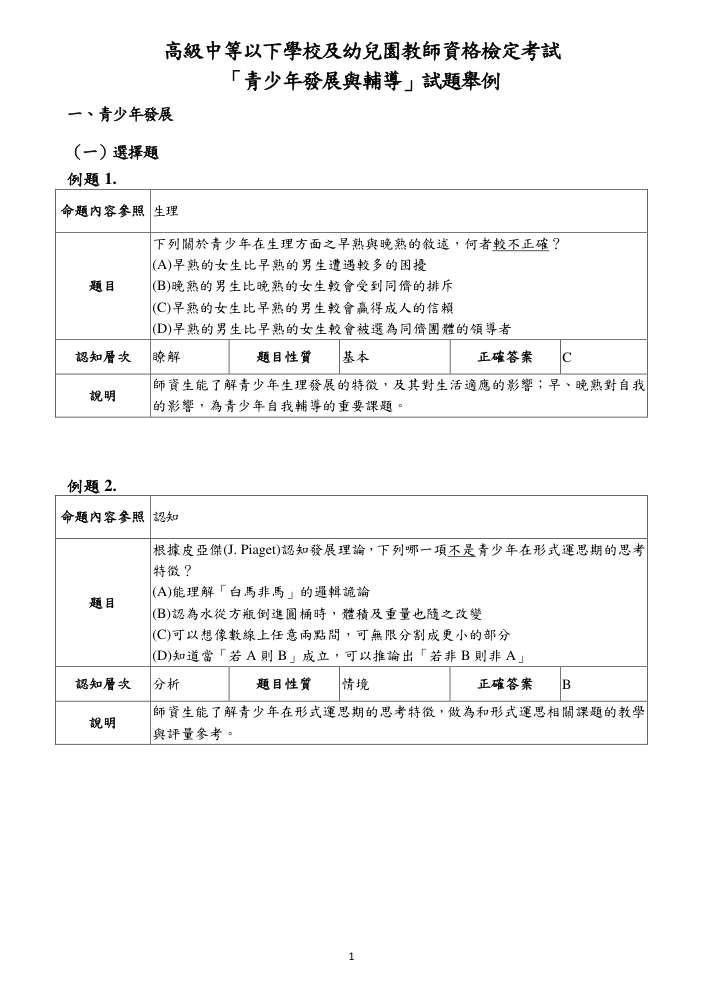 高級中等以下學校及幼兒園教師資格檢定考試
「青少年發展與輔導」試題舉例
一、青少年發展
（一）選擇題
例題 1.
命題內容參照 生理
題目
下列關於青少年在生理方面之早熟與晚熟的敘述，何者較不正確？
(A)早熟的女生比早熟的男生遭遇較多的困擾
(B)晚熟的男生比晚熟的女生較會受到同儕的排斥
(C)早熟的女生比早熟的男生較會贏得成人的信賴
(D)早熟的男生比早熟的女生較會被選為同儕團體的領導者
認知層次 瞭解 題目性質 基本 正確答案 C
說明
師資生能了解青少年生理發展的特徵，及其對生活適應的影響；早、晚熟對自我
的影響，為青少年自我輔導的重要課題。
例題 2.
命題內容參照 認知
題目
根據皮亞傑(J. Piaget)認知發展理論，下列哪一項不是青少年在形式運思期的思考
特徵？
(A)能理解「白馬非馬」的邏輯詭論
(B)認為水從方瓶倒進圓桶時，體積及重量也隨之改變
(C)可以想像數線上任意兩點間，可無限分割成更小的部分
(D)知道當「若 A 則 B」成立，可以推論出「若非 B 則非 A」
認知層次 分析 題目性質 情境 正確答案 B
說明
師資生能了解青少年在形式運思期的思考特徵，做為和形式運思相關課題的教學
與評量參考。
1